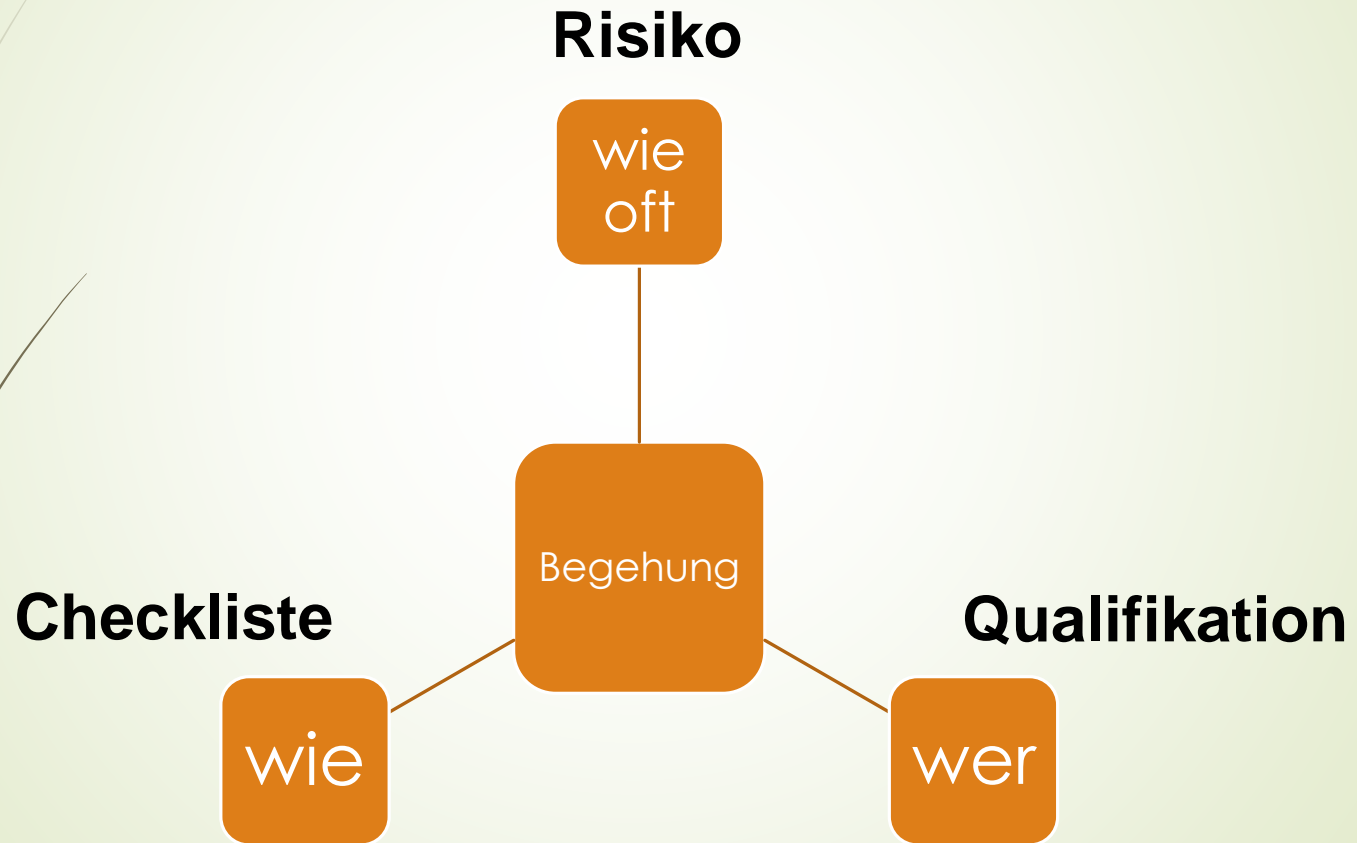 Risiko
wie
oft
Begehung
Checkliste
Qualifikation
wie
wer